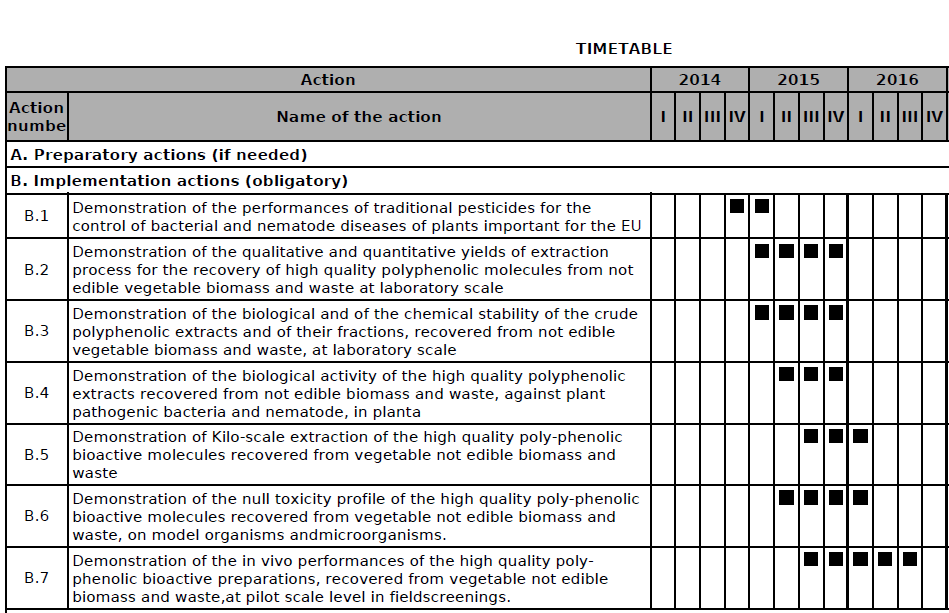 TIMETABLE
Action 2014 2015 2016
Action
numbe Name of the action I II III IV I II III IV I II III IV
A. Preparatory actions (if needed)
B. Implementation actions (obligatory)
B.1 Demonstration of the performances of traditional pesticides for the
control of bacterial and nematode diseases of plants important for the EU
B.2 Demonstration of the qualitative and quantitative yields of extraction
process for the recovery of high quality polyphenolic molecules from not
edible vegetable biomass and waste at laboratory scale
B.3 Demonstration of the biological and of the chemical stability of the crude
polyphenolic extracts and of their fractions, recovered from not edible
vegetable biomass and waste, at laboratory scale
B.4 Demonstration of the biological activity of the high quality polyphenolic
extracts recovered from not edible biomass and waste, against plant
pathogenic bacteria and nematode, in planta
B.5 Demonstration of Kilo-scale extraction of the high quality poly-phenolic
bioactive molecules recovered from vegetable not edible biomass and
waste
B.6 Demonstration of the null toxicity profile of the high quality poly-phenolic
bioactive molecules recovered from vegetable not edible biomass and
waste, on model organisms andmicroorganisms.
B.7 Demonstration of the in vivo performances of the high quality poly-
phenolic bioactive preparations, recovered from vegetable not edible
biomass and waste,at pilot scale level in fieldscreenings.